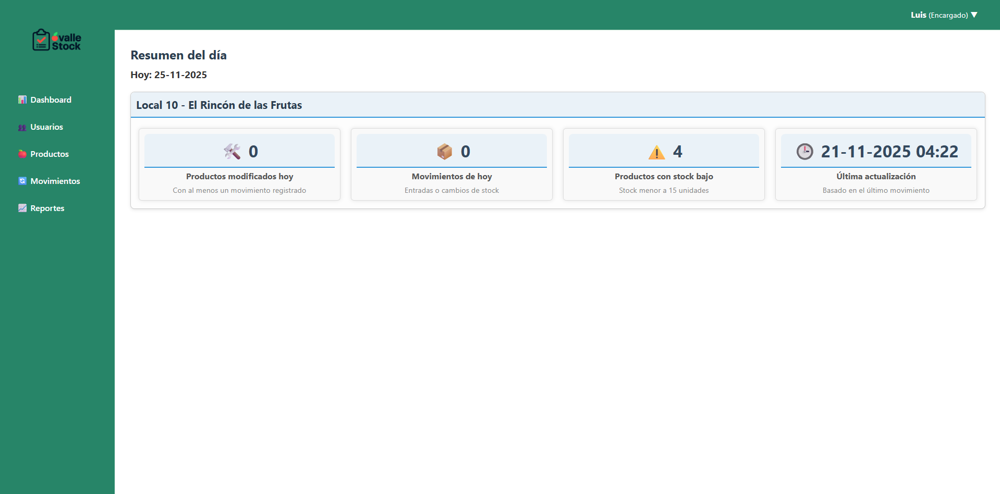 Luis (Encargado) ▼
valle
Stock
Dashboard
Usuarios
Productos
Movimientos
Reportes
Resumen del día
Hoy: 25-11-2025
Local 10 - El Rincón de las Frutas
0
Productos modificados hoy
Con al menos un movimiento registrado
0
Movimientos de hoy
Entradas o cambios de stock
4
Productos con stock bajo
Stock menor a 15 unidades
21-11-2025 04:22
Última actualización
Basado en el último movimiento